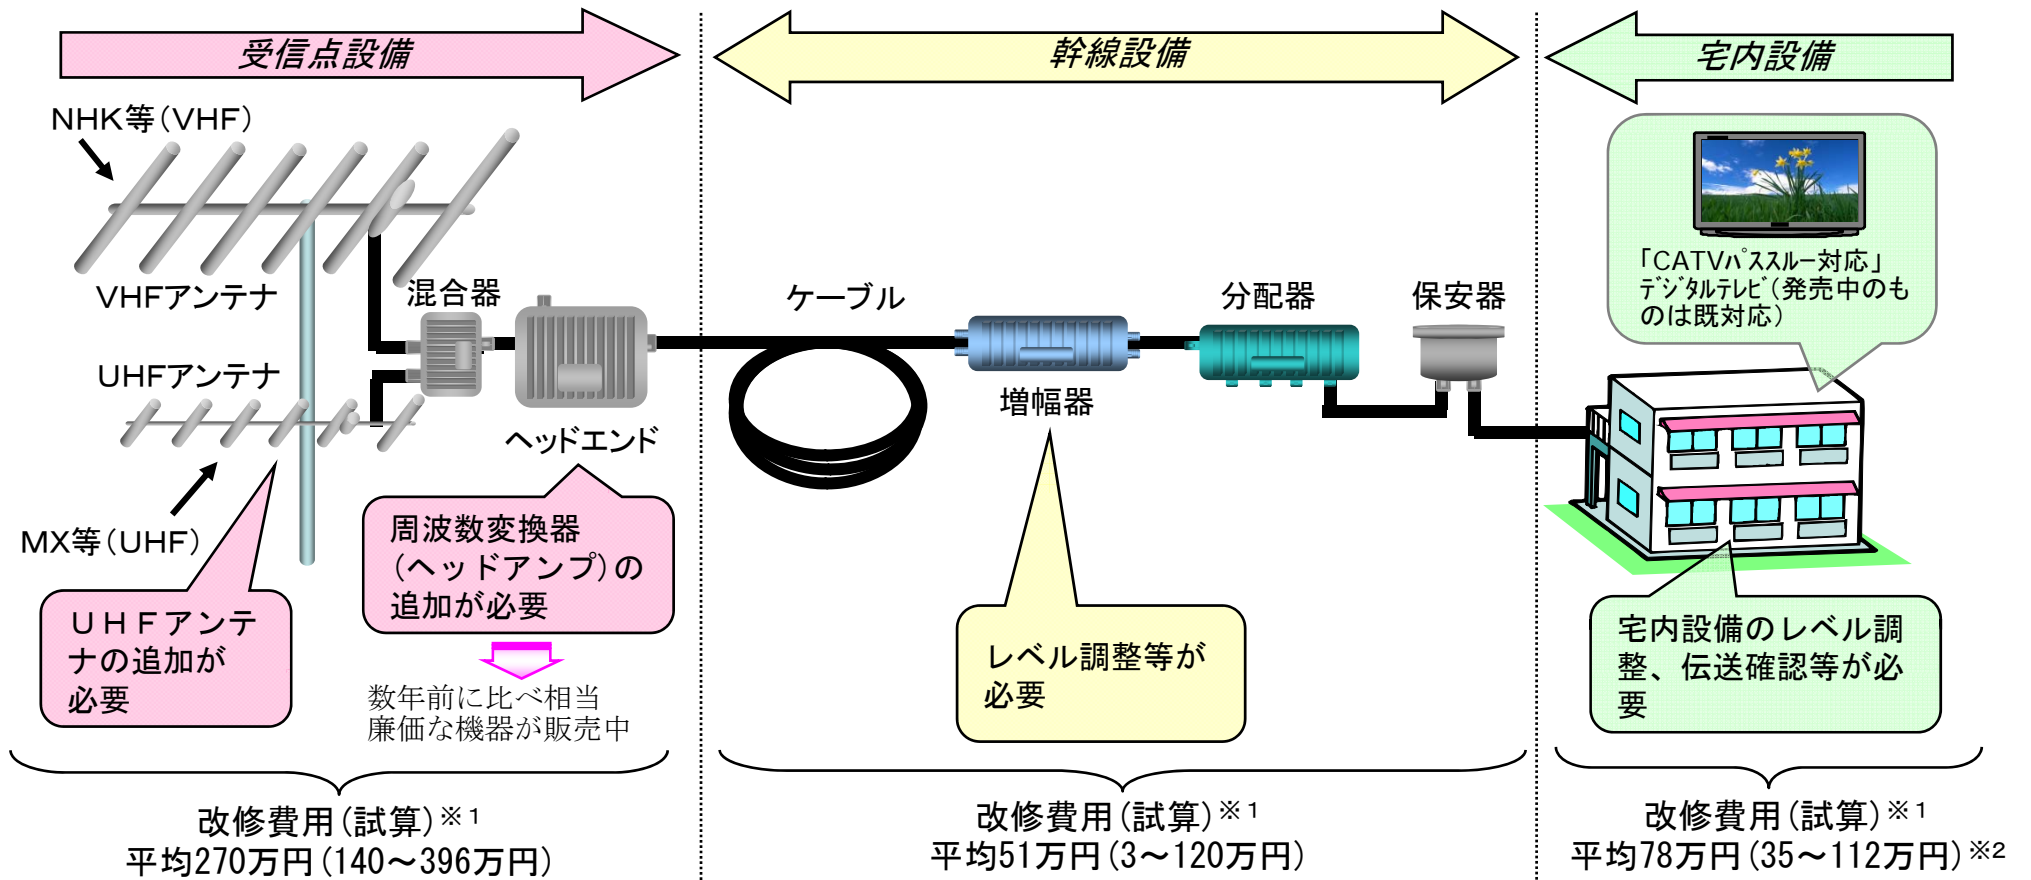 受信点設備
幹線設備
宅内設備
NHK等(VHF)
VHFアンテナ
混合器
UHFアンテナ
ヘッドエンド
MX等(UHF)
UHFアンテ
ナの追加が
必要
周波数変換器
(ヘッドアンプ)の
追加が必要
数年前に比べ相当
廉価な機器が販売中
ケーブル
増幅器
分配器
保安器
レベル調整等が
必要
「CATVパススルー対応」
デジタルテレビ(発売中のも
のは既対応)
宅内設備のレベル調
整、伝送確認等が必
要
改修費用(試算)※1
平均270万円(140~396万円)
改修費用(試算)※1
平均51万円(3~120万円)
改修費用(試算)※1
平均78万円(35~112万円)※2